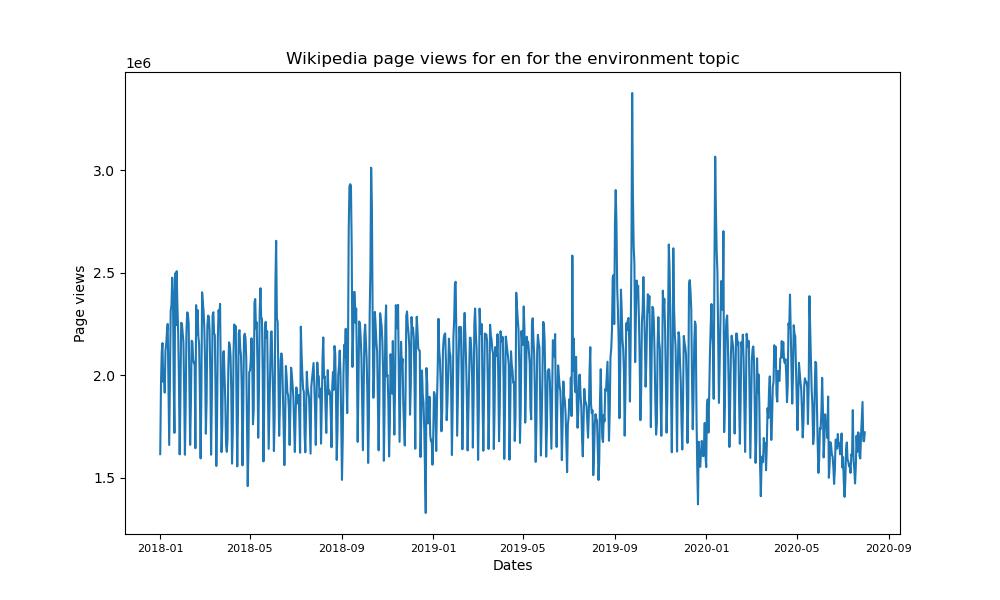 Wikipedia page views for en for the environment topic
1e6
3.0
2.5
2.0
1.5
Page views
2018-01 2018-05 2018-09 2019-01 2019-05 2019-09 2020-01 2020-05 2020-09
Dates